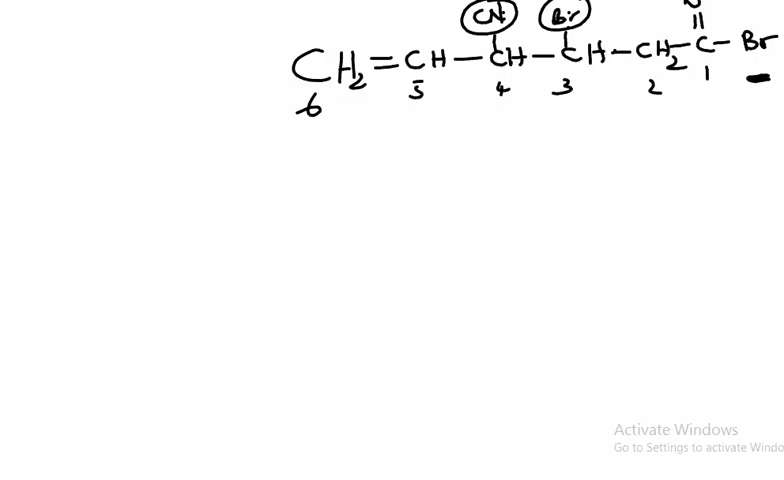 CN Br
CH2=CH-CH-CH-CH2-C-Br
6 5 4 3 2 1
Activate Windows
Go to Settings to activate Windo